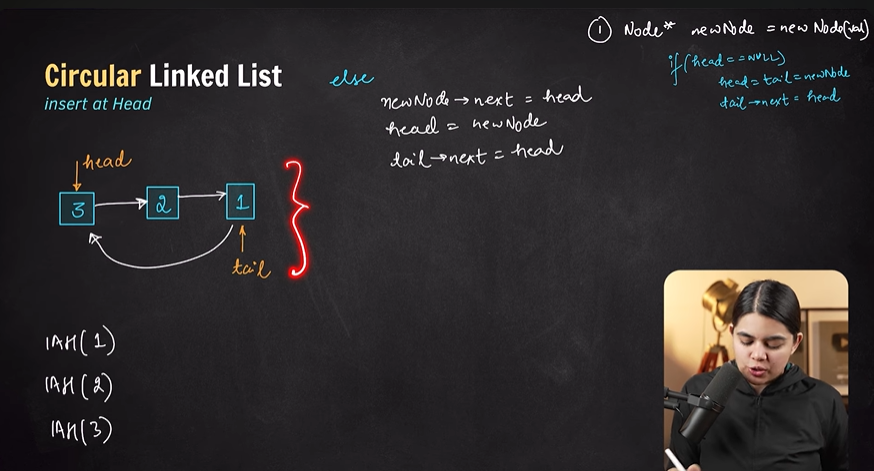 ① Node* newNode = new Node(val)
if(head==NULL)
head=tail=newNode
tail→next = head
Circular Linked List
insert at Head
else
newNode→next = head
head = newNode
tail→next = head
head
3
2
1
tail
IAH(1)
IAH(2)
IAH(3)